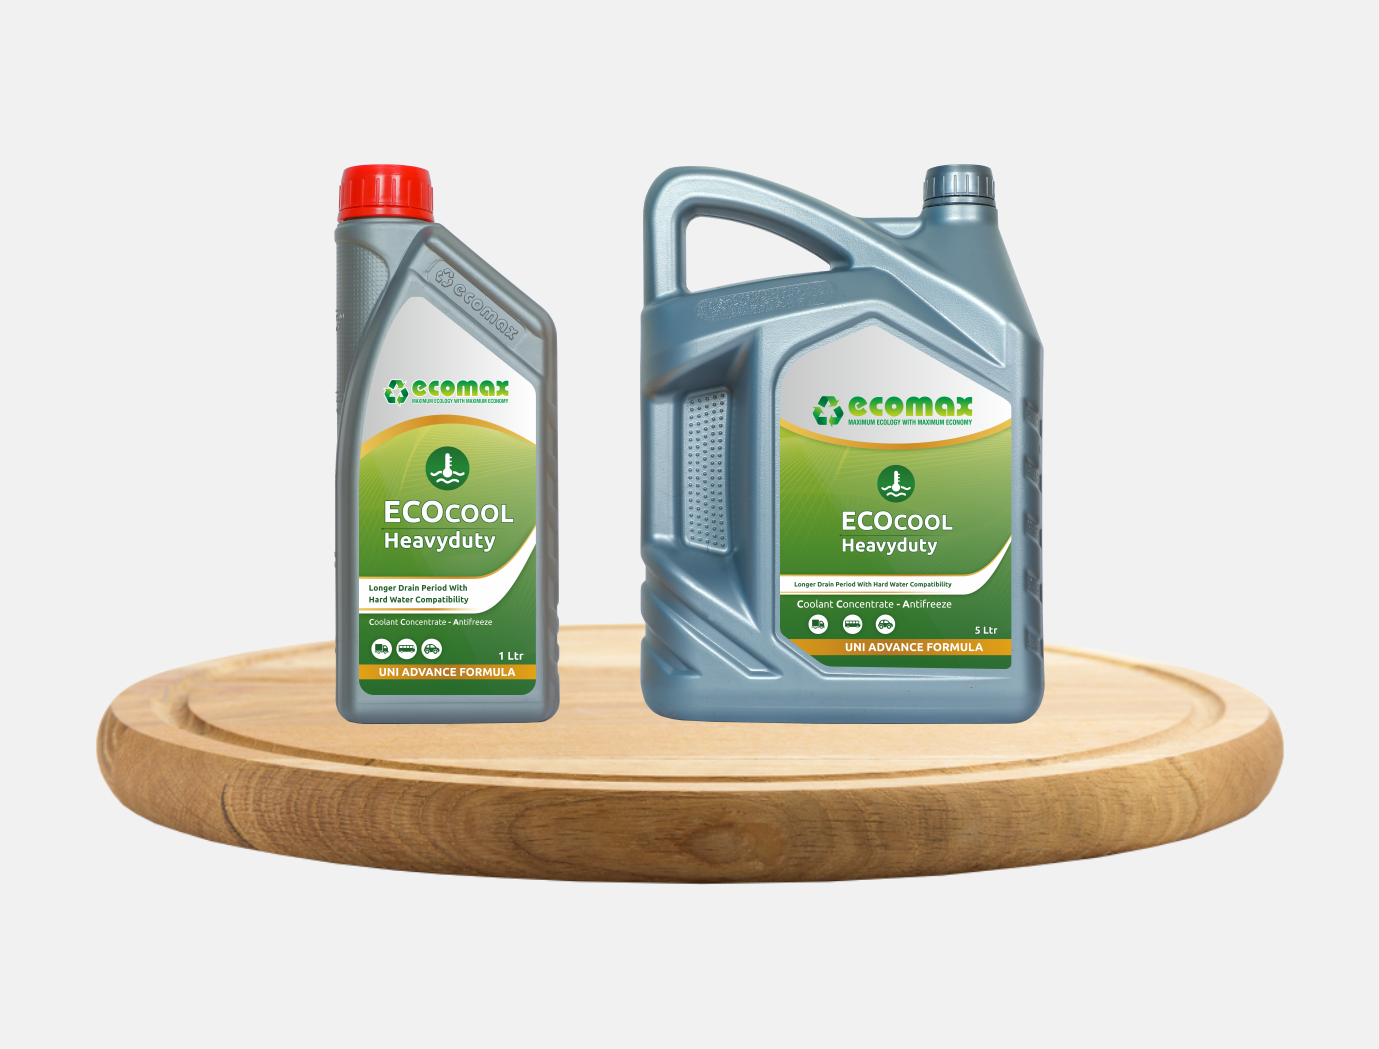 ecomax
ecomax
MAXIMUM ECOLOGY WITH MAXIMUM ECONOMY
ECOCOOL
Heavyduty
Longer Drain Period With
Hard Water Compatibility
Coolant Concentrate - Antifreeze
1 Ltr
UNI ADVANCE FORMULA
ecomax
MAXIMUM ECOLOGY WITH MAXIMUM ECONOMY
ECOCOOL
Heavyduty
Longer Drain Period With Hard Water Compatibility
Coolant Concentrate - Antifreeze
5 Ltr
UNI ADVANCE FORMULA